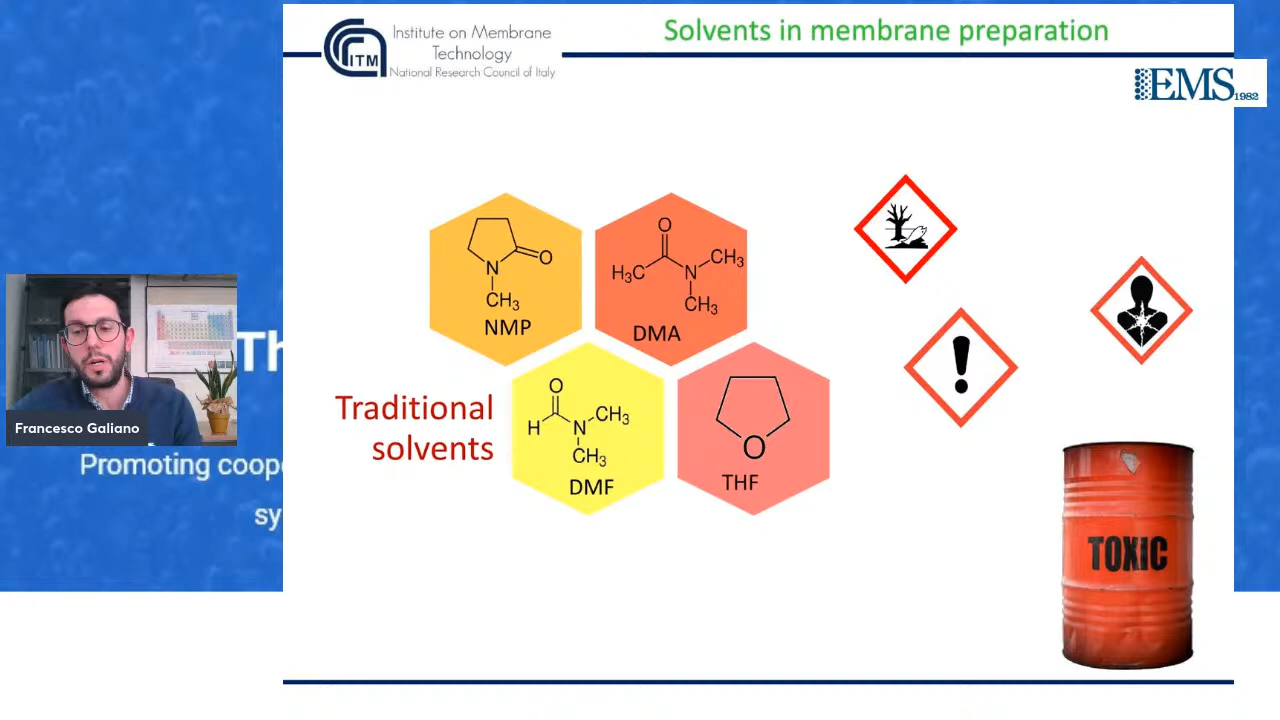 Institute on Membrane
Technology
National Research Council of Italy
ITM
Solvents in membrane preparation
EMS 1982
N
O
CH3
NMP
O
H3C
N
CH3
CH3
DMA
O
H
N
CH3
CH3
DMF
O
THF
Traditional
solvents
TOXIC
Th
Francesco Galiano
Promoting coope
sy